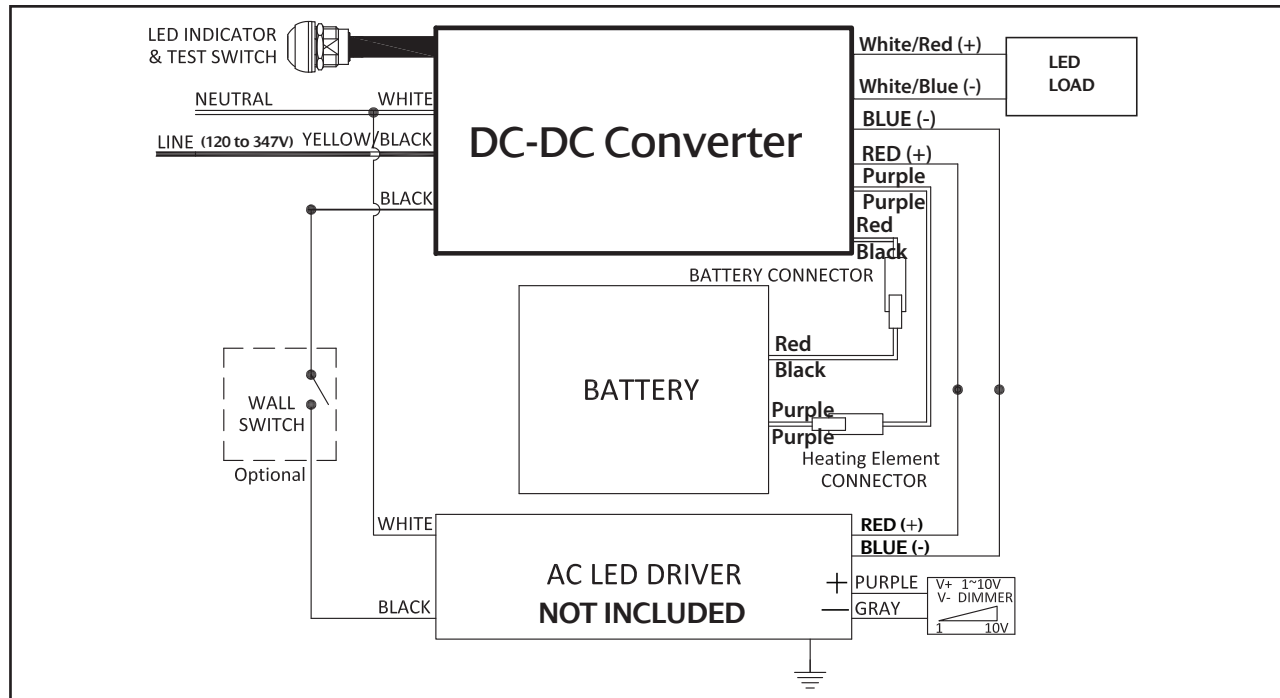 LED INDICATOR
& TEST SWITCH
NEUTRAL
WHITE
LINE (120 to 347V)
YELLOW/BLACK
BLACK
DC-DC Converter
White/Red (+)
White/Blue (-)
LED
LOAD
BLUE (-)
RED (+)
Purple
Purple
Red
Black
BATTERY CONNECTOR
BATTERY
Red
Black
Purple
Purple
Heating Element
CONNECTOR
WALL
SWITCH
Optional
WHITE
BLACK
AC LED DRIVER
NOT INCLUDED
RED (+)
BLUE (-)
+ PURPLE
— GRAY
V+ 1~10V
V- DIMMER
1 10V